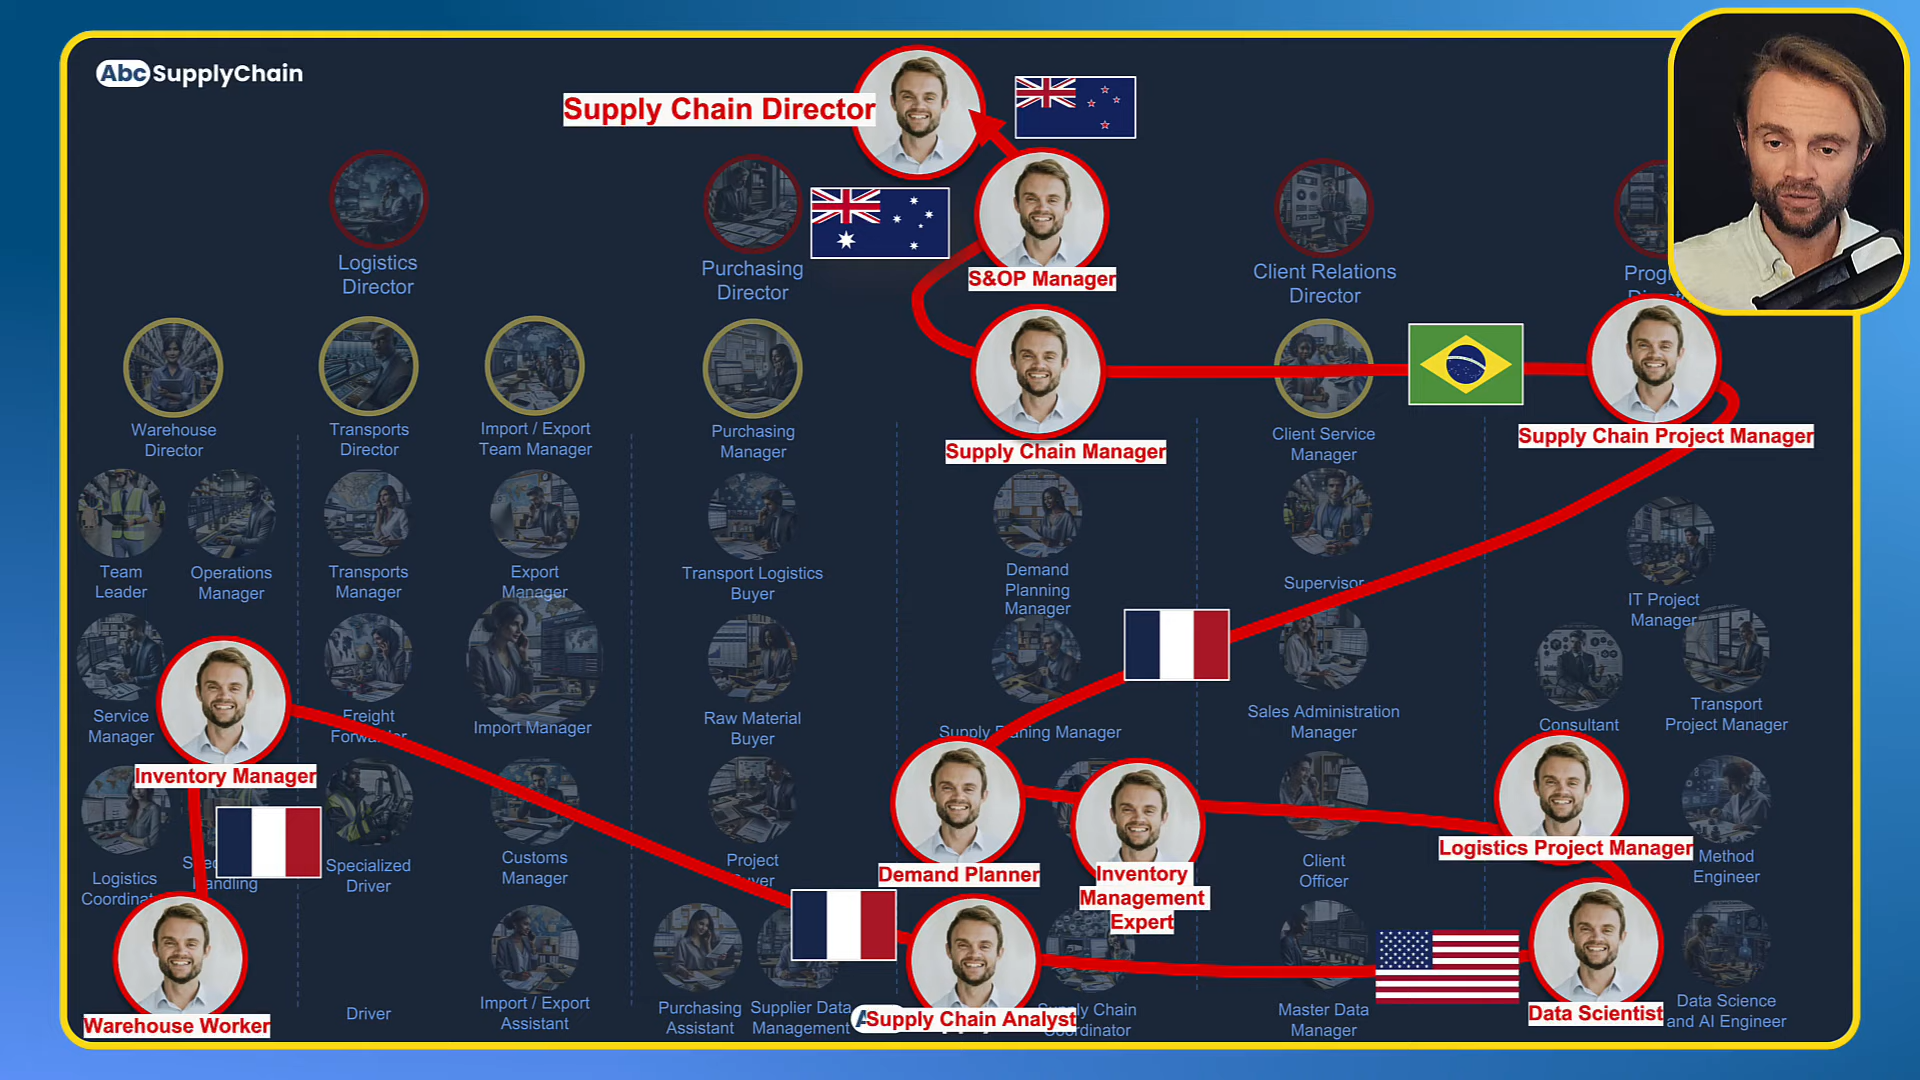 AbcSupplyChain
Supply Chain Director
Logistics
Director
Purchasing
Director
S&OP Manager
Client Relations
Director
Warehouse
Director
Transports
Director
Import / Export
Team Manager
Purchasing
Manager
Supply Chain Manager
Client Service
Manager
Supply Chain Project Manager
Team
Leader
Operations
Manager
Transports
Manager
Export
Manager
Transport Logistics
Buyer
Demand
Planning
Manager
Supervisor
IT Project
Manager
Service
Manager
Freight
Import Manager
Raw Material
Buyer
Supply
Manager
Sales Administration
Manager
Consultant
Transport
Project Manager
Inventory Manager
Logistics
Handling
Specialized
Driver
Customs
Manager
Project
Demand Planner
Inventory
Management
Expert
Client
Officer
Logistics Project Manager
Method
Engineer
Warehouse Worker
Driver
Import / Export
Assistant
Purchasing
Assistant
Supplier Data
Management
Supply Chain Analyst
Chain
Master Data
Manager
Data Scientist
Data Science
and AI Engineer